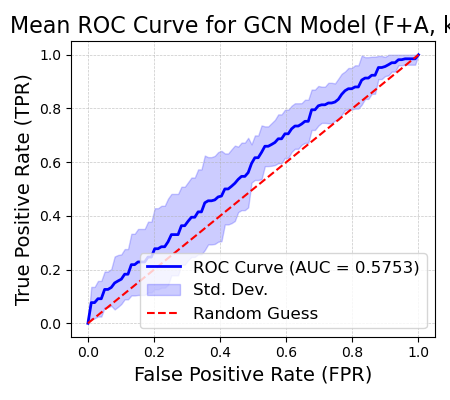 Mean ROC Curve for GCN Model (F+A, k
True Positive Rate (TPR)
1.0
0.8
0.6
0.4
0.2
0.0
ROC Curve (AUC = 0.5753)
Std. Dev.
Random Guess
0.0 0.2 0.4 0.6 0.8 1.0
False Positive Rate (FPR)